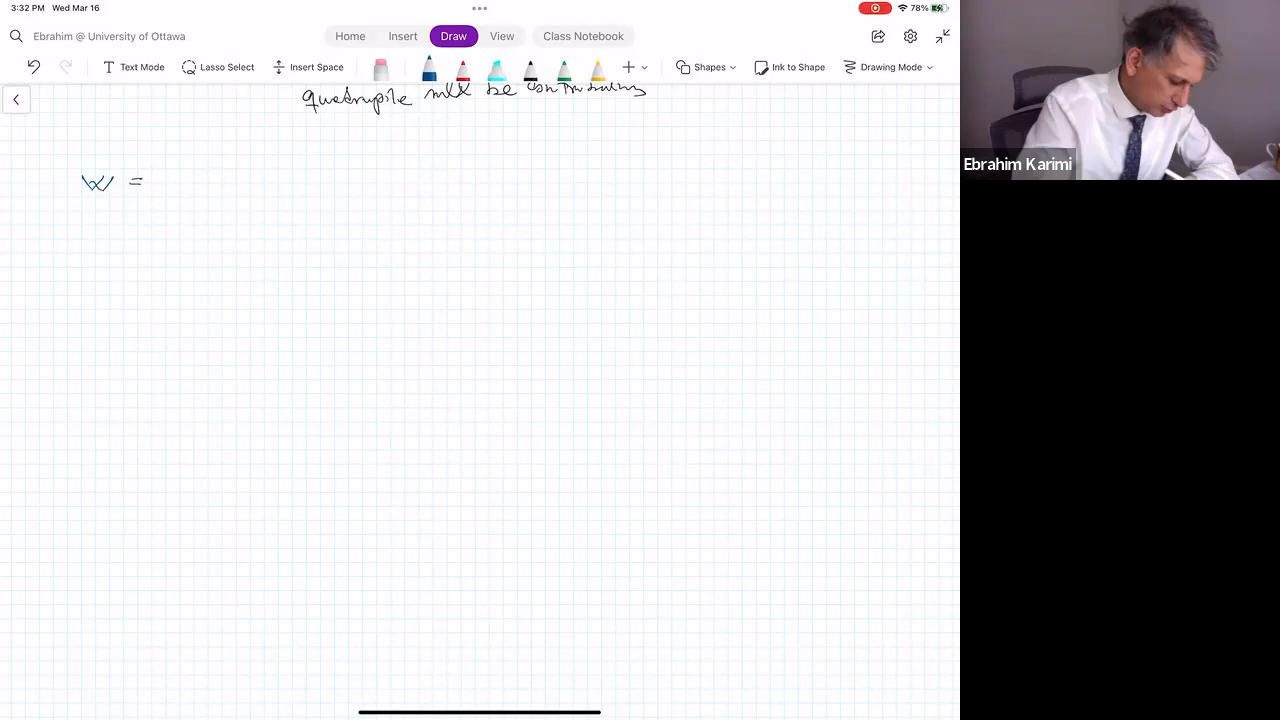 3:32 PM Wed Mar 16
78%
Ebrahim @ University of Ottawa
Home Insert Draw View Class Notebook
Text Mode Lasso Select Insert Space Shapes Ink to Shape Drawing Mode
quadrupole will be
W =
Ebrahim Karimi